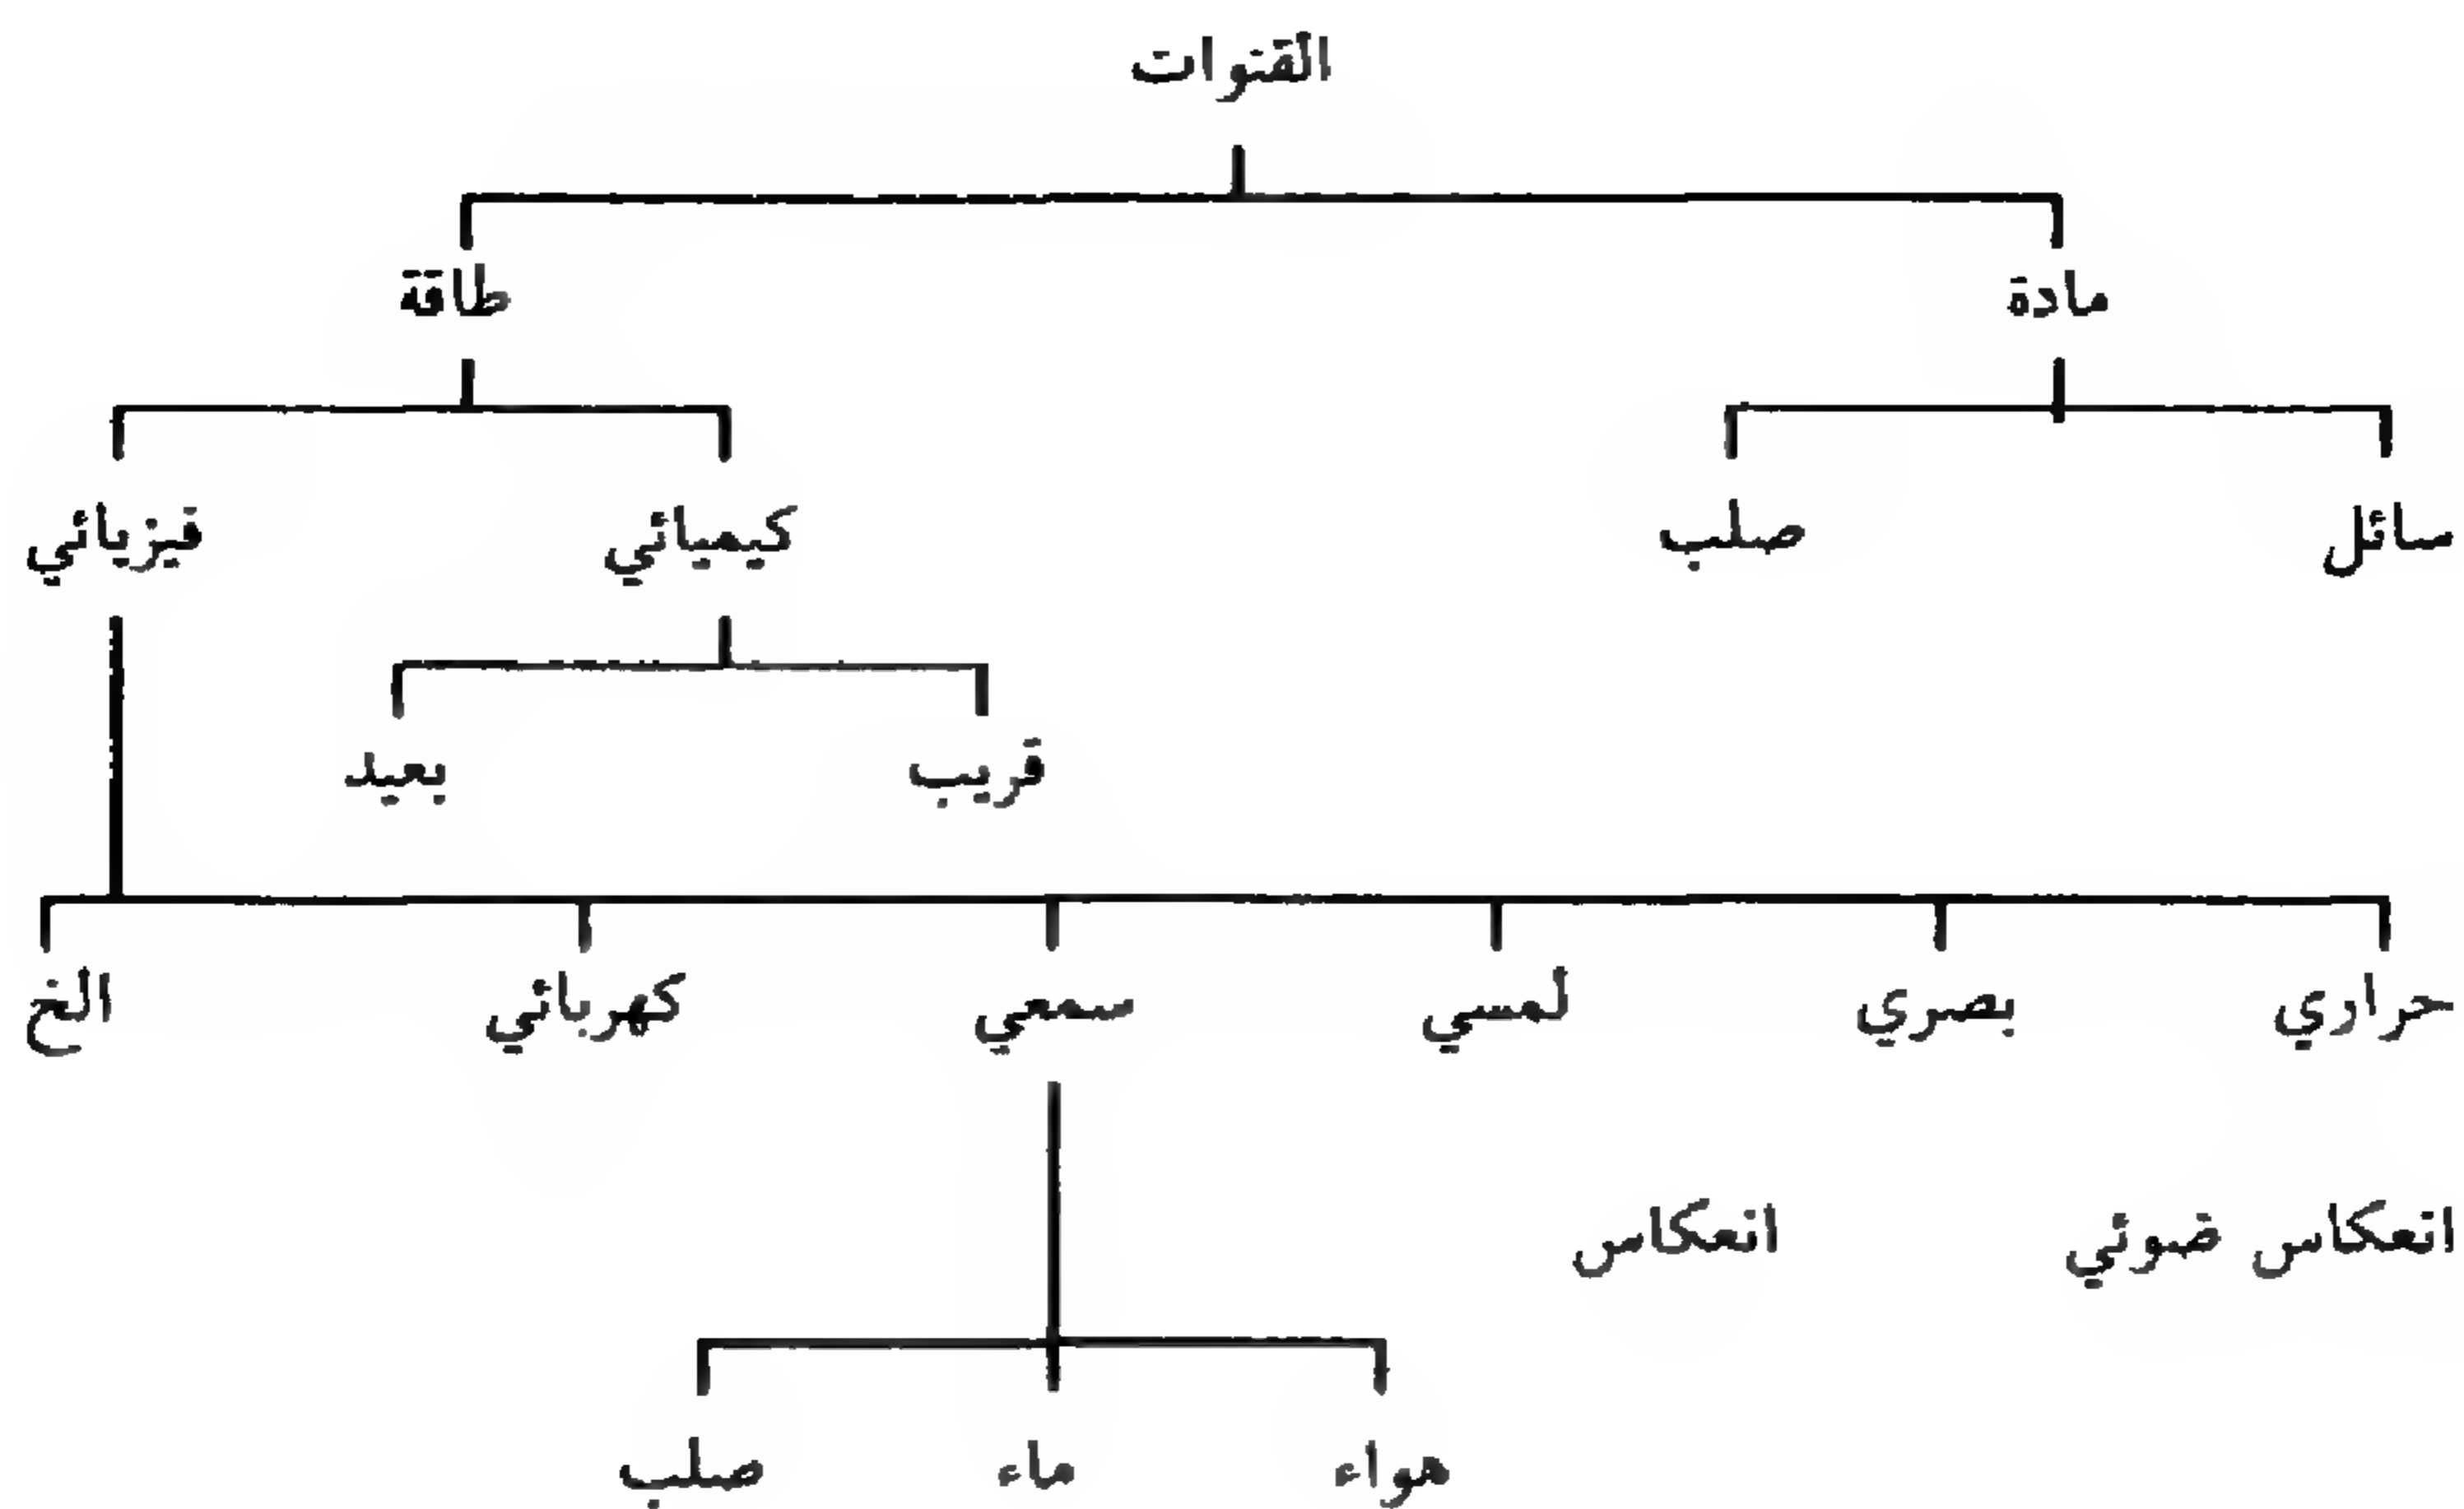 القنوات
مادة طاقة
سائل صلب كيميائي فيزيائي
قريب بعيد
حراري بصري لمسي سمعي كهربائي الخ
انعكاس ضوئي انعكاس
هواء ماء صلب